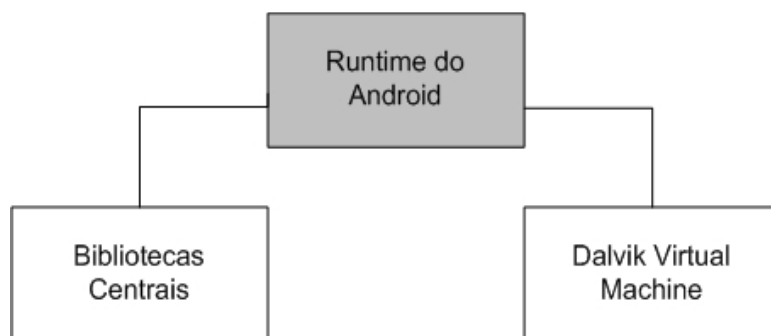 Runtime do
Android
Bibliotecas
Centrais
Dalvik Virtual
Machine